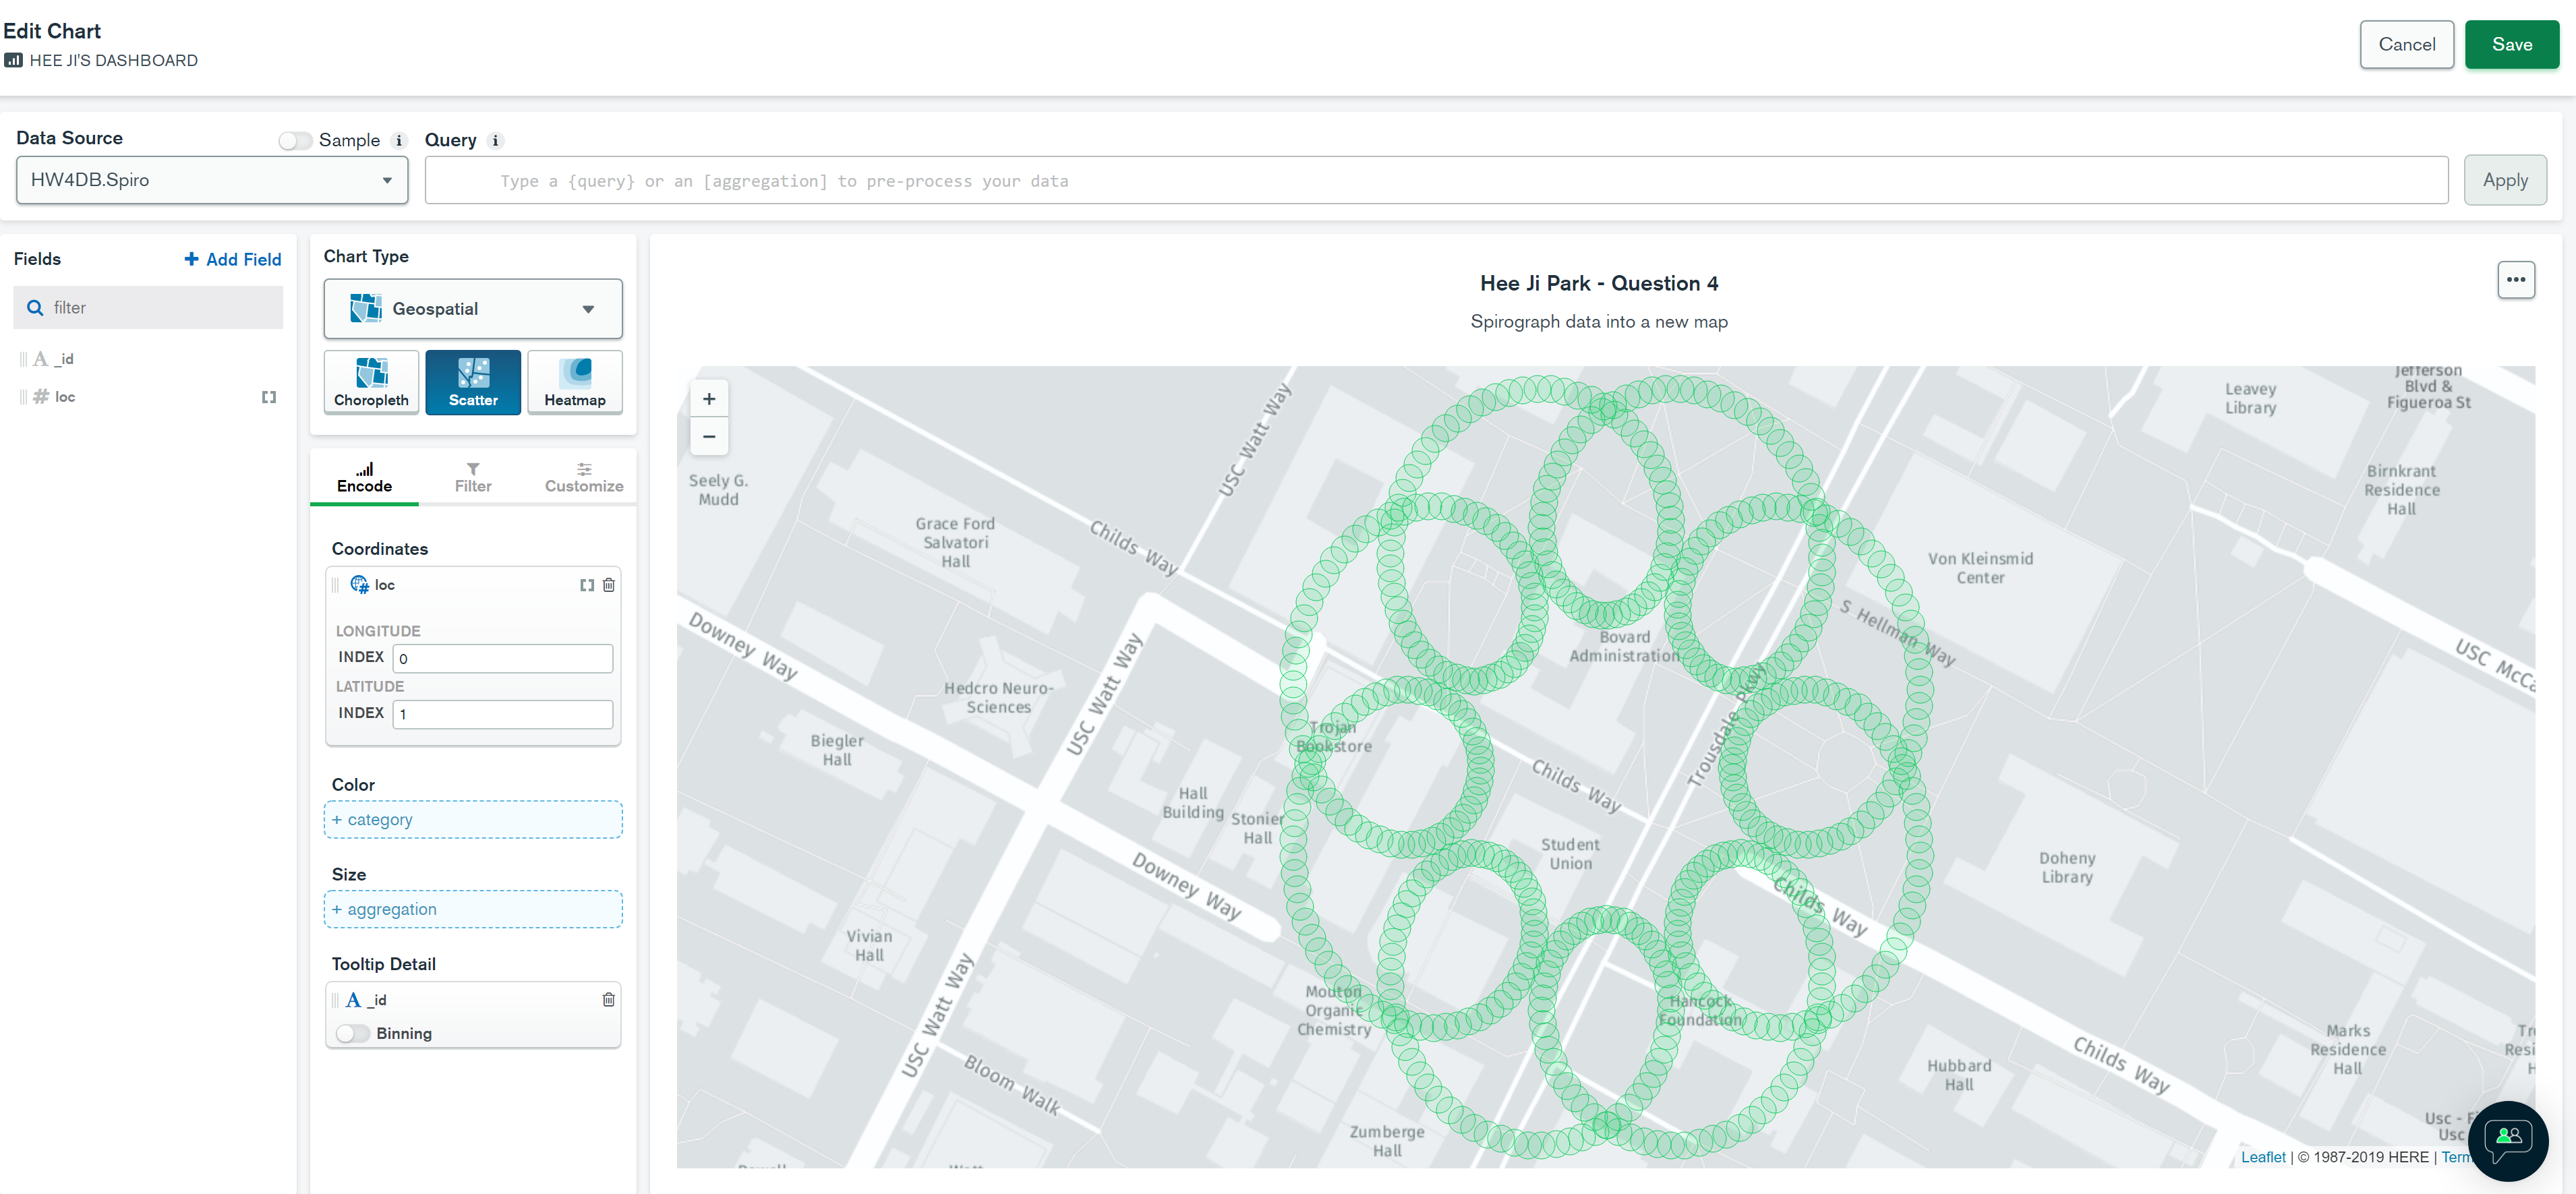 Edit Chart
HEE JI'S DASHBOARD
Cancel
Save
Data Source
Sample
i
Query
i
HW4DB.Spiro
Type a {query} or an [aggregation] to pre-process your data
Apply
Fields
+ Add Field
filter
A _id
# loc
[]
Chart Type
Geospatial
Choropleth
Scatter
Heatmap
Encode
Filter
Customize
Coordinates
# loc
[]
LONGITUDE
INDEX 0
LATITUDE
INDEX 1
Color
+ category
Size
+ aggregation
Tooltip Detail
A _id
Binning
Hee Ji Park - Question 4
Spirograph data into a new map
+
−
Seely G.
Mudd
Grace Ford
Salvatori
Hall
USC Watt Way
Childs Way
Leavey
Library
Jefferson
Blvd &
Figueroa St
Birnkrant
Residence
Hall
Von Kleinsmid
Center
S Hellman Way
Bovard
Administration
Downey Way
Hedcro Neuro-
Sciences
USC Watt Way
Trojan
Bookstore
Trousdale Pkwy
USC McCa
Biegler
Hall
Hall
Building
Stonier
Hall
Childs Way
Student
Union
Doheny
Library
Downey Way
Childs Way
Vivian
Hall
USC Watt Way
Mouton
Organic
Chemistry
Hancock
Foundation
Bloom Walk
Hubbard
Hall
Childs Way
Marks
Residence
Hall
Resi
Zumberge
Hall
Usc
Leaflet | © 1987-2019 HERE | Term